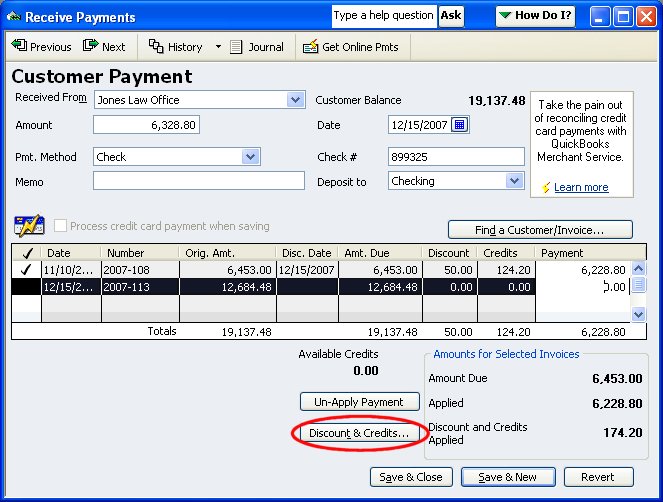 Receive Payments Type a help question Ask How Do I?
Previous Next History Journal Get Online Pmts
Customer Payment
Received From Jones Law Office Customer Balance 19,137.48
Amount 6,328.80 Date 12/15/2007
Pmt. Method Check Check # 899325
Memo Deposit to Checking
Take the pain out
of reconciling credit
card payments with
QuickBooks
Merchant Service.
Learn more
Process credit card payment when saving Find a Customer/Invoice...
Date Number Orig. Amt. Disc. Date Amt. Due Discount Credits Payment
11/10/2... 2007-108 6,453.00 12/15/2007 6,453.00 50.00 124.20 6,228.80
12/15/2... 2007-113 12,684.48 12,684.48 0.00 0.00 0.00
Totals 19,137.48 19,137.48 50.00 124.20 6,228.80
Available Credits
0.00
Un-Apply Payment
Discount & Credits...
Amounts for Selected Invoices
Amount Due 6,453.00
Applied 6,228.80
Discount and Credits
Applied 174.20
Save & Close Save & New Revert